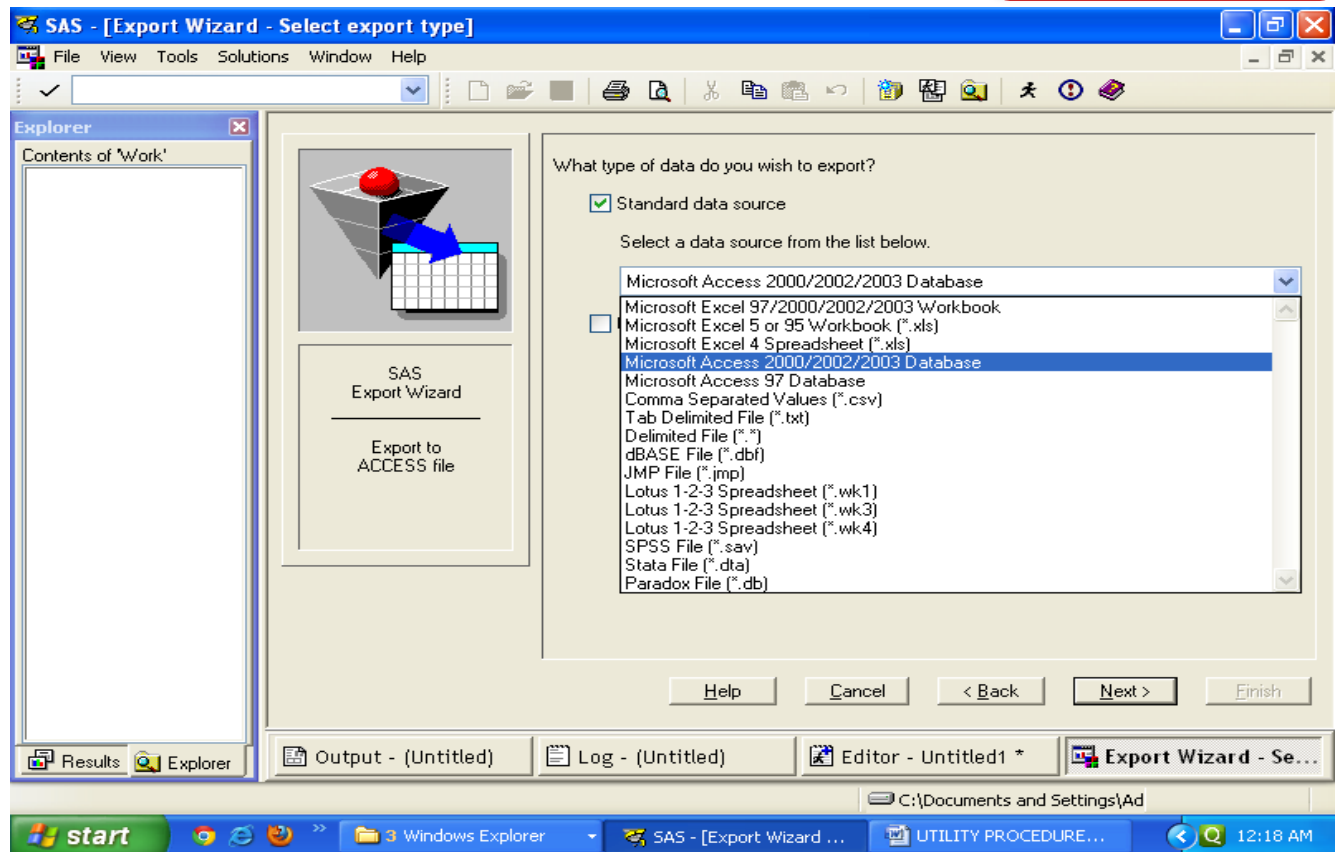 SAS - [Export Wizard - Select export type]
File View Tools Solutions Window Help
Explorer
Contents of 'Work'
What type of data do you wish to export?
Standard data source
Select a data source from the list below.
Microsoft Access 2000/2002/2003 Database
Microsoft Excel 97/2000/2002/2003 Workbook
Microsoft Excel 5 or 95 Workbook (*.xls)
Microsoft Excel 4 Spreadsheet (*.xls)
Microsoft Access 2000/2002/2003 Database
Microsoft Access 97 Database
Comma Separated Values (*.csv)
Tab Delimited File (*.txt)
Delimited File (*.*)
dBASE File (*.dbf)
JMP File (*.jmp)
Lotus 1-2-3 Spreadsheet (*.wk1)
Lotus 1-2-3 Spreadsheet (*.wk3)
Lotus 1-2-3 Spreadsheet (*.wk4)
SPSS File (*.sav)
Stata File (*.dta)
Paradox File (*.db)
SAS
Export Wizard
Export to
ACCESS file
Help Cancel < Back Next > Finish
Results Explorer
Output - (Untitled) Log - (Untitled) Editor - Untitled1 * Export Wizard - Se...
C:\Documents and Settings\Ad
start 3 Windows Explorer SAS - [Export Wizard ... UTILITY PROCEDURE... 12:18 AM